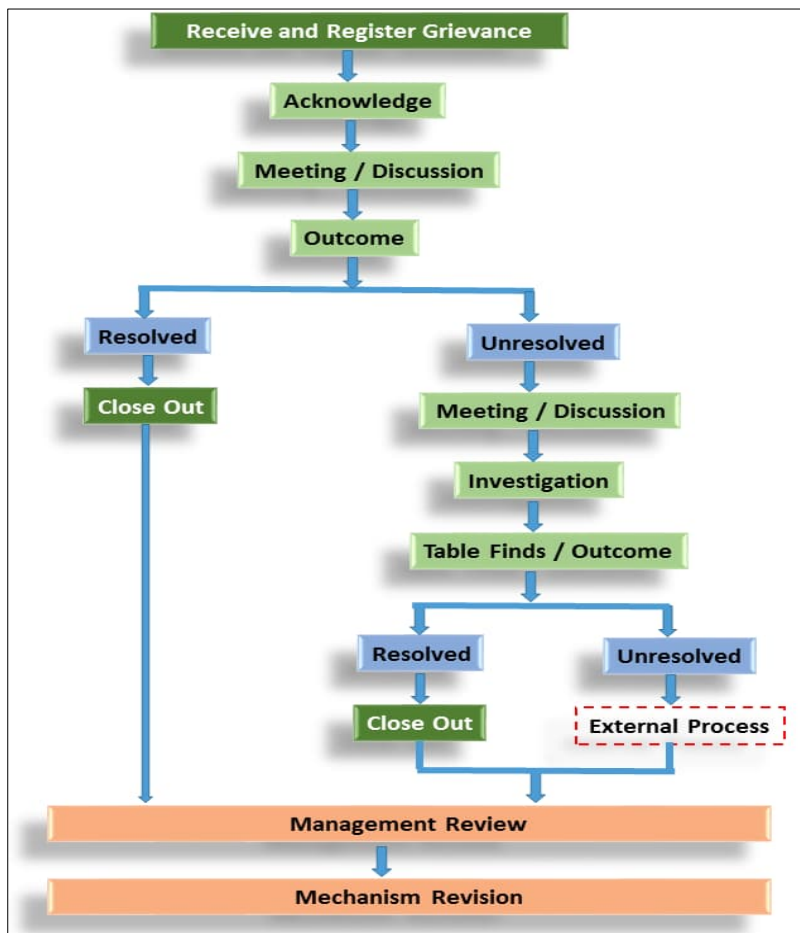 Receive and Register Grievance
Acknowledge
Meeting / Discussion
Outcome
Resolved
Unresolved
Close Out
Meeting / Discussion
Investigation
Table Finds / Outcome
Resolved
Unresolved
Close Out
External Process
Management Review
Mechanism Revision